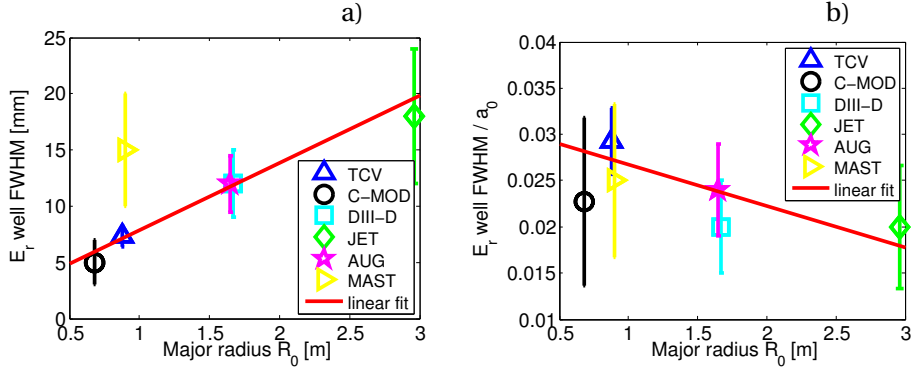 a)
E_r well FWHM [mm]
30
25
20
15
10
5
0
0.5 1 1.5 2 2.5 3
Major radius R_0 [m]
TCV
C-MOD
DIII-D
JET
AUG
MAST
linear fit
b)
E_r well FWHM / a_0
0.04
0.035
0.03
0.025
0.02
0.015
0.01
0.5 1 1.5 2 2.5 3
Major radius R_0 [m]
TCV
C-MOD
DIII-D
JET
AUG
MAST
linear fit